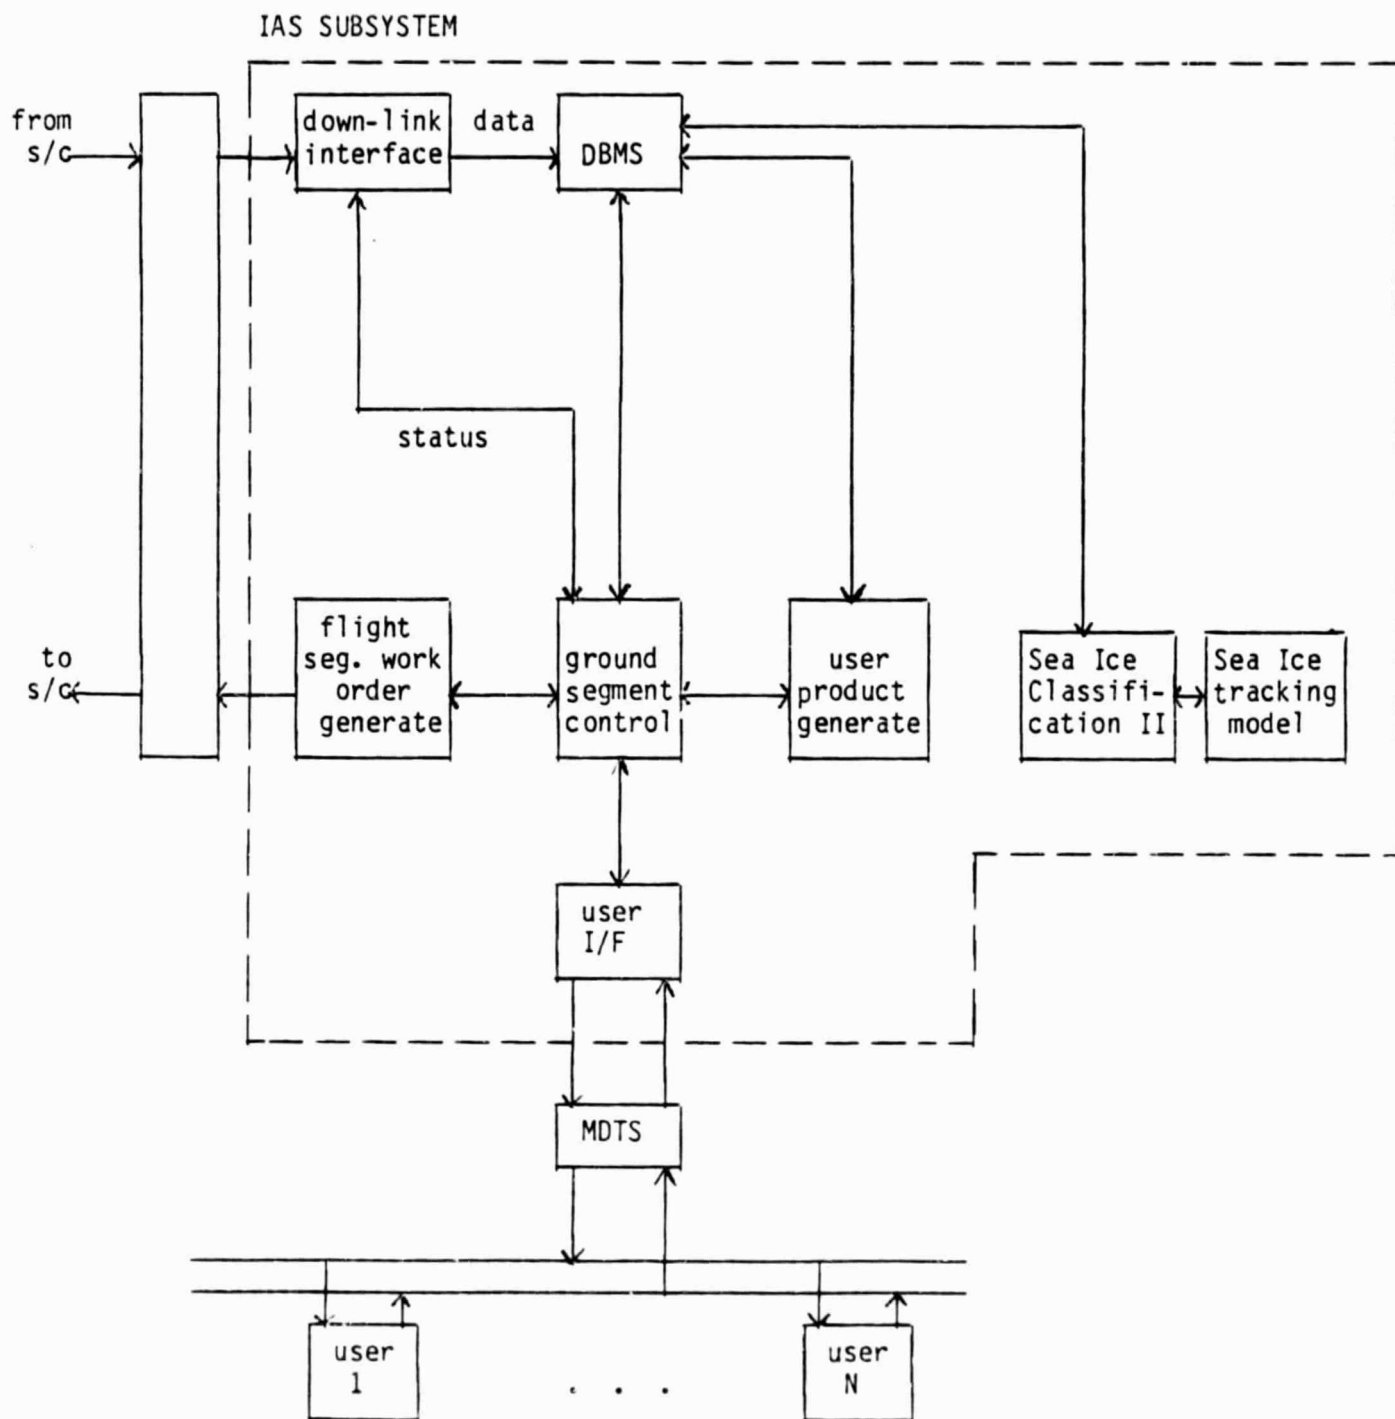 IAS SUBSYSTEM
from
s/c
down-link
interface
data
DBMS
status
to
s/c
flight
seg. work
order
generate
ground
segment
control
user
product
generate
Sea Ice
Classifi-
cation II
Sea Ice
tracking
model
user
I/F
MDTS
user
1
. . .
user
N